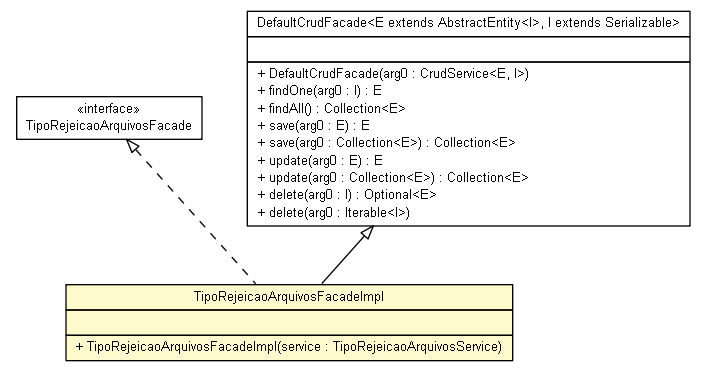 DefaultCrudFacade<E extends AbstractEntity<I>, I extends Serializable>
+ DefaultCrudFacade(arg0 : CrudService<E, I>)
+ findOne(arg0 : I) : E
+ findAll() : Collection<E>
+ save(arg0 : E) : E
+ save(arg0 : Collection<E>) : Collection<E>
+ update(arg0 : E) : E
+ update(arg0 : Collection<E>) : Collection<E>
+ delete(arg0 : I) : Optional<E>
+ delete(arg0 : Iterable<I>)
«interface»
TipoRejeicaoArquivosFacade
TipoRejeicaoArquivosFacadeImpl
+ TipoRejeicaoArquivosFacadeImpl(service : TipoRejeicaoArquivosService)